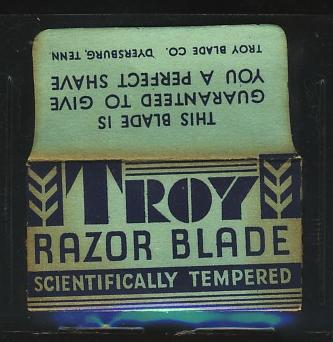 THIS BLADE IS
GUARANTEED TO GIVE
YOU A PERFECT SHAVE
TROY BLADE CO. DYERSBURG, TENN
TROY
RAZOR BLADE
SCIENTIFICALLY TEMPERED